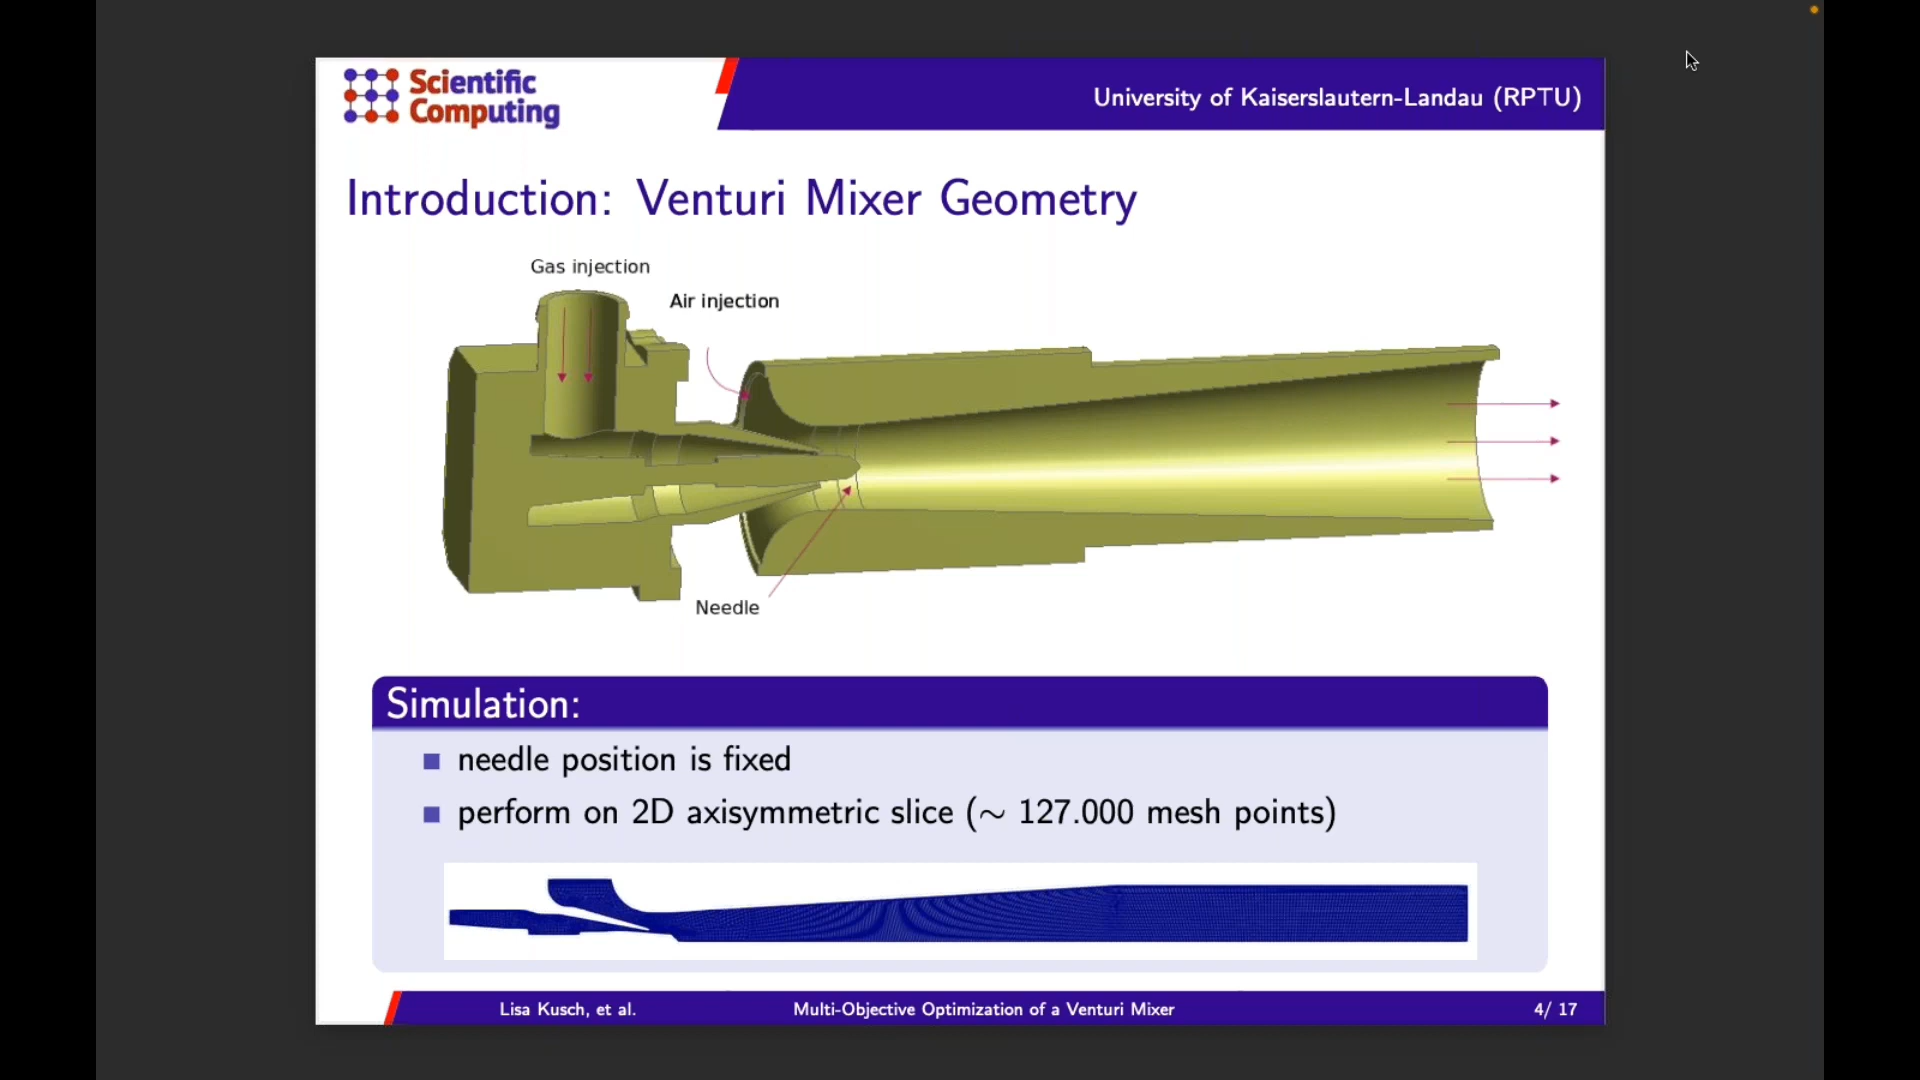 Scientific
Computing
University of Kaiserslautern-Landau (RPTU)
Introduction: Venturi Mixer Geometry
Gas injection
Air injection
Needle
Simulation:
needle position is fixed
perform on 2D axisymmetric slice (∼ 127.000 mesh points)
Lisa Kusch, et al.
Multi-Objective Optimization of a Venturi Mixer
4/ 17